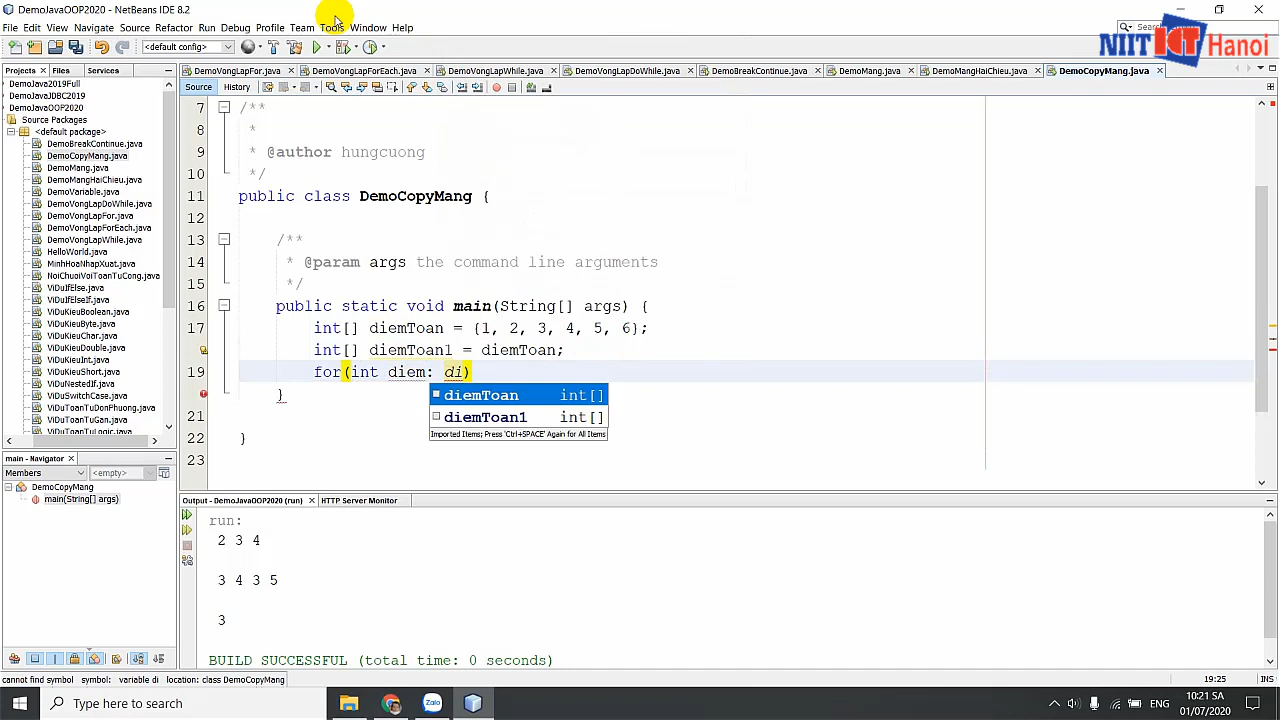 DemoJavaOOP2020 - NetBeans IDE 8.2
File Edit View Navigate Source Refactor Run Debug Profile Team Tools Window Help
<default config>
NIIT ICT Hanoi
Projects Files Services
DemoVongLapFor.java DemoVongLapForEach.java DemoVongLapWhile.java DemoVongLapDoWhile.java DemoBreakContinue.java DemoMang.java DemoMangHaiChieu.java DemoCopyMang.java
Source History
DemoJava2019Full
DemoJavaJDBC2019
DemoJavaOOP2020
Source Packages
<default package>
DemoBreakContinue.java
DemoCopyMang.java
DemoMang.java
DemoMangHaiChieu.java
DemoVariable.java
DemoVongLapDoWhile.java
DemoVongLapFor.java
DemoVongLapForEach.java
DemoVongLapWhile.java
HelloWorld.java
MinhHoaNhapXuat.java
NoiChuoiVoiToanTuCong.java
ViDuIfElse.java
ViDuIfElseIf.java
ViDuKieuBoolean.java
ViDuKieuByte.java
ViDuKieuChar.java
ViDuKieuDouble.java
ViDuKieuInt.java
ViDuKieuShort.java
ViDuNestedIf.java
ViDuSwitchCase.java
ViDuToanTuDonPhuong.java
ViDuToanTuGan.java
ViDuToanTuLogic.java
7 /**
8 *
9 * @author hungcuong
10 */
11 public class DemoCopyMang {
12
13 /**
14 * @param args the command line arguments
15 */
16 public static void main(String[] args) {
17 int[] diemToan = {1, 2, 3, 4, 5, 6};
18 int[] diemToan1 = diemToan;
19 for(int diem: di)
}
21
22 }
23
diemToan int[]
diemToan1 int[]
Imported Items; Press 'Ctrl+SPACE' Again for All Items
main - Navigator
Members <empty>
DemoCopyMang
main(String[] args)
Output - DemoJavaOOP2020 (run) HTTP Server Monitor
run:
2 3 4
3 4 3 5
3
BUILD SUCCESSFUL (total time: 0 seconds)
cannot find symbol symbol: variable di location: class DemoCopyMang
19:25 INS
Type here to search
Zalo
ENG
10:21 SA
01/07/2020